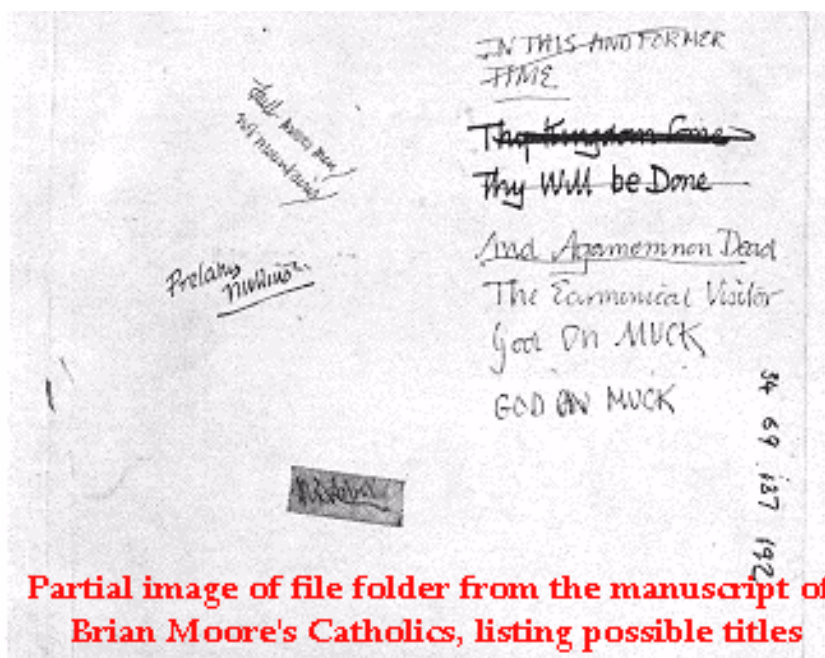 IN THIS AND FORMER
TIME
Thy Kingdom Come
Thy Will be Done
And Agamemnon Dead
The Ecumenical Visitor
God On MUCK
GOD ON MUCK
Prelatus
Nullius
34 69 137 192
Partial image of file folder from the manuscript of
Brian Moore's Catholics, listing possible titles